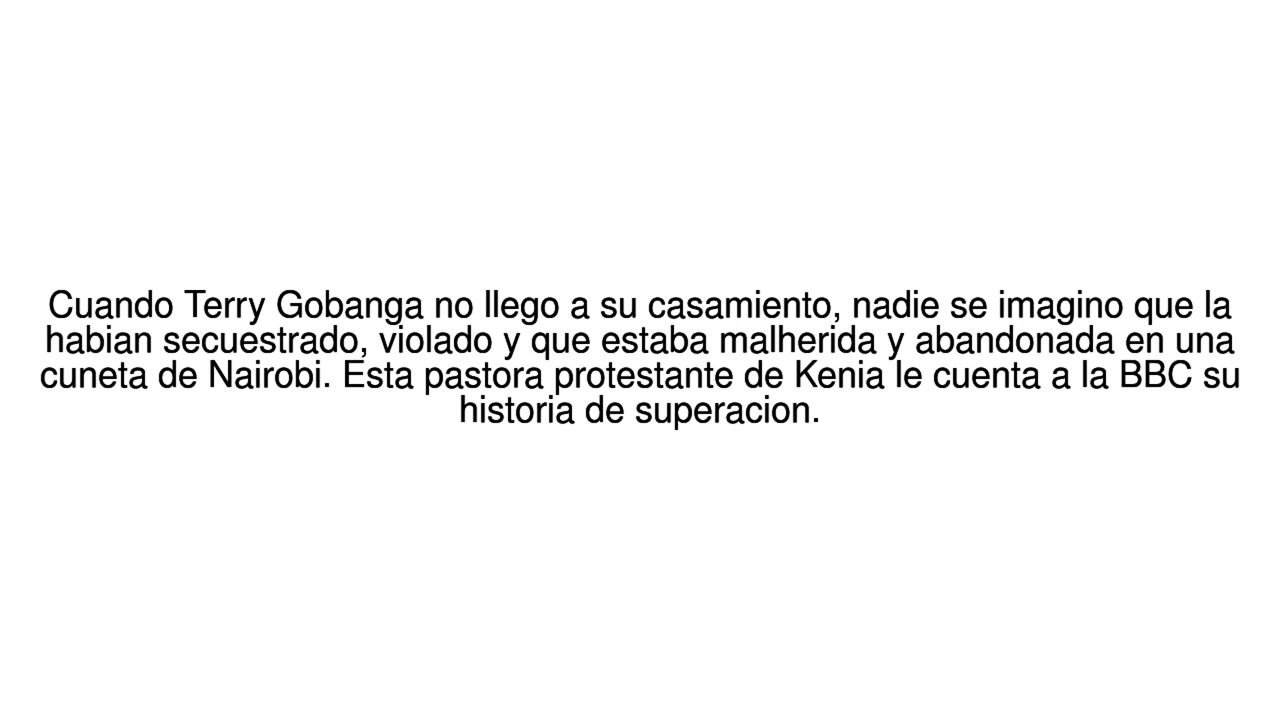 Cuando Terry Gobanga no llego a su casamiento, nadie se imagino que la
habian secuestrado, violado y que estaba malherida y abandonada en una
cuneta de Nairobi. Esta pastora protestante de Kenia le cuenta a la BBC su
historia de superacion.